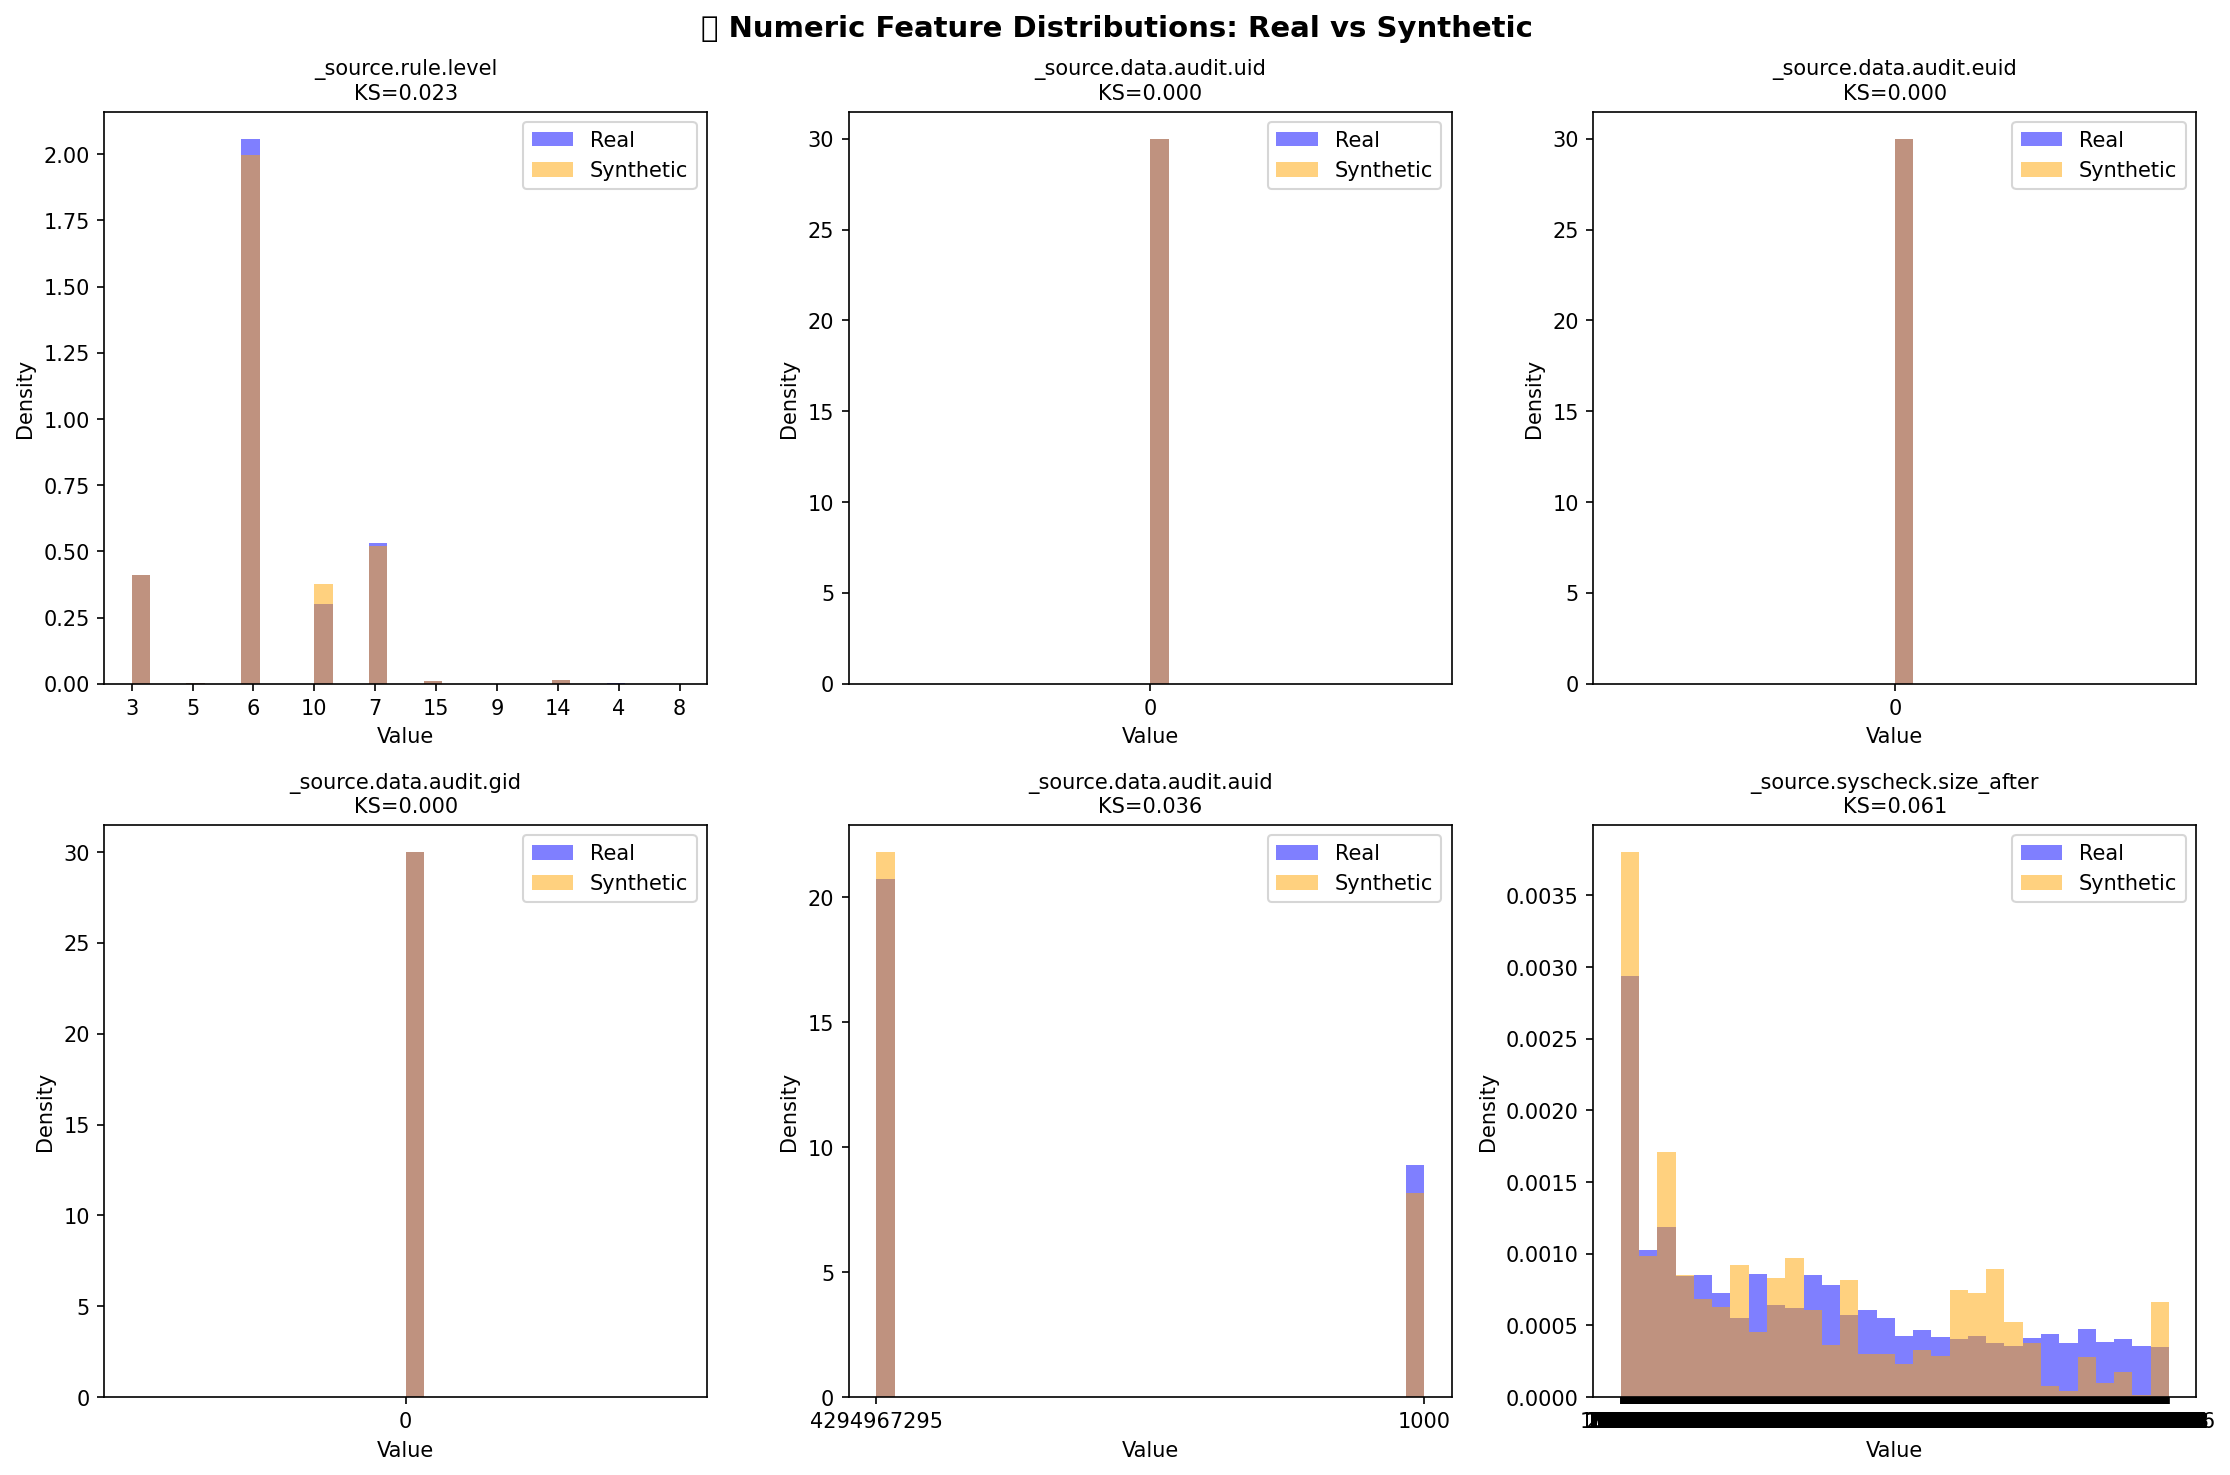 Numeric Feature Distributions: Real vs Synthetic
_source.rule.level
KS=0.023
Real
Synthetic
Density
2.00
1.75
1.50
1.25
1.00
0.75
0.50
0.25
0.00
3 5 6 10 7 15 9 14 4 8
Value
_source.data.audit.uid
KS=0.000
Real
Synthetic
Density
30
25
20
15
10
5
0
0
Value
_source.data.audit.euid
KS=0.000
Real
Synthetic
Density
30
25
20
15
10
5
0
0
Value
_source.data.audit.gid
KS=0.000
Real
Synthetic
Density
30
25
20
15
10
5
0
0
Value
_source.data.audit.auid
KS=0.036
Real
Synthetic
Density
20
15
10
5
0
4294967295 1000
Value
_source.syscheck.size_after
KS=0.061
Real
Synthetic
Density
0.0035
0.0030
0.0025
0.0020
0.0015
0.0010
0.0005
0.0000
Value